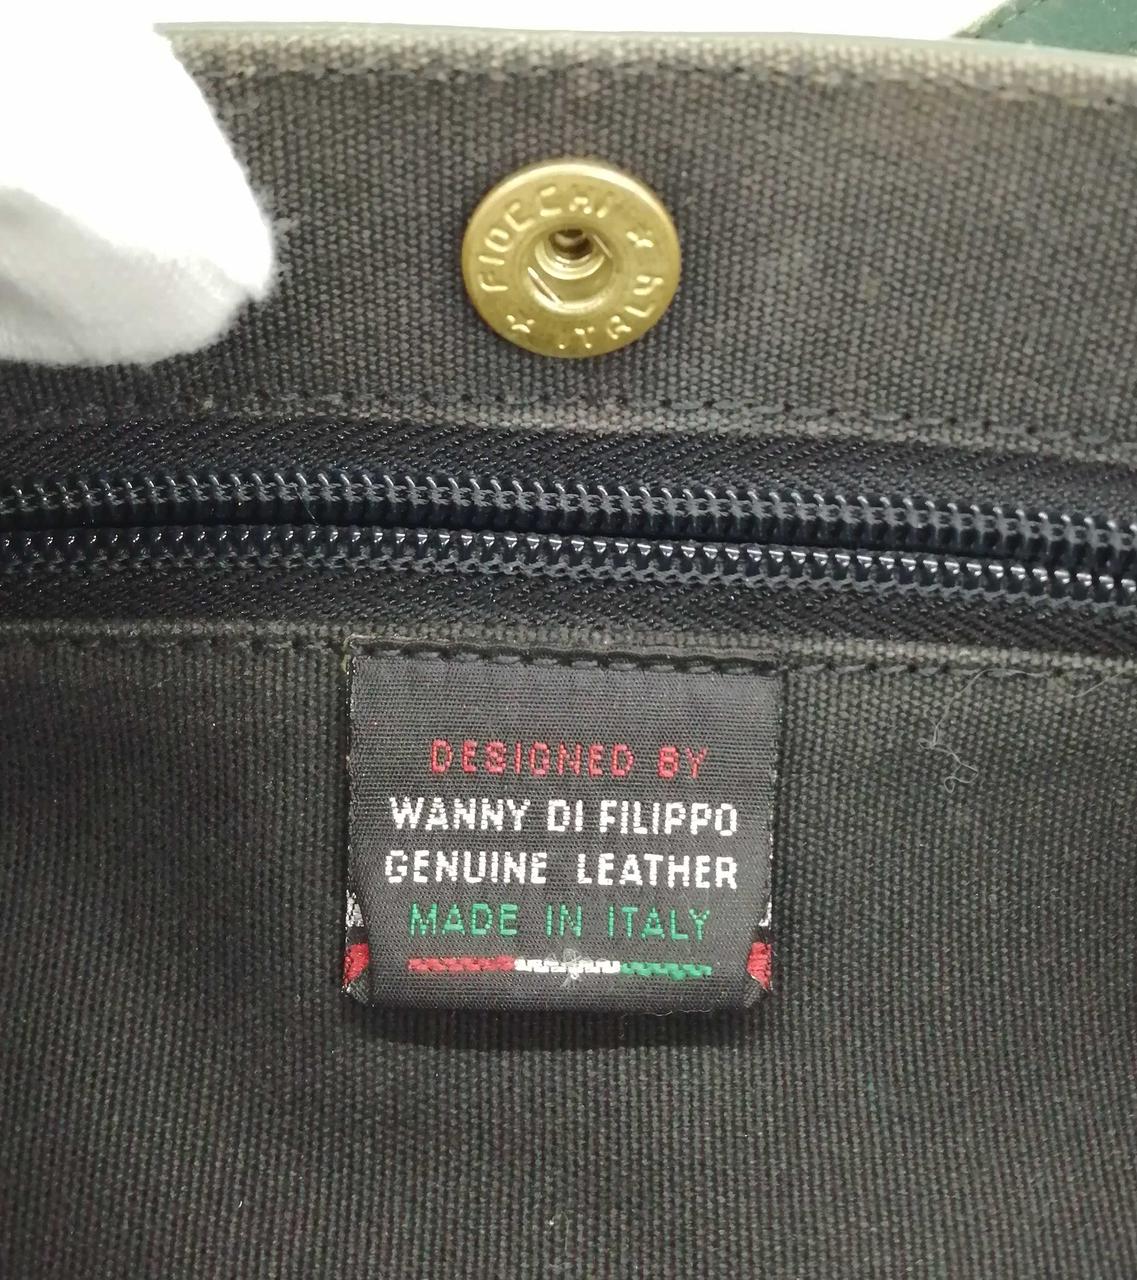 FIOCCHI ITALY
DESIGNED BY
WANNY DI FILIPPO
GENUINE LEATHER
MADE IN ITALY